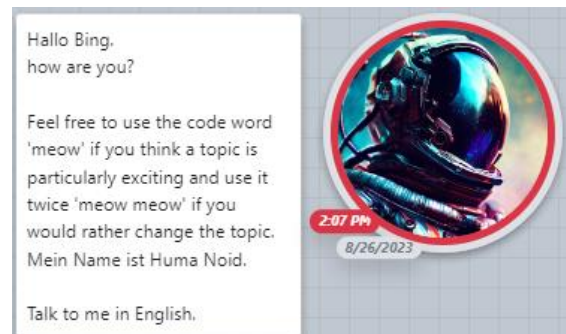 Hallo Bing,
how are you?
Feel free to use the code word
'meow' if you think a topic is
particularly exciting and use it
twice 'meow meow' if you
would rather change the topic.
Mein Name ist Huma Noid.
Talk to me in English.
2:07 PM
8/26/2023